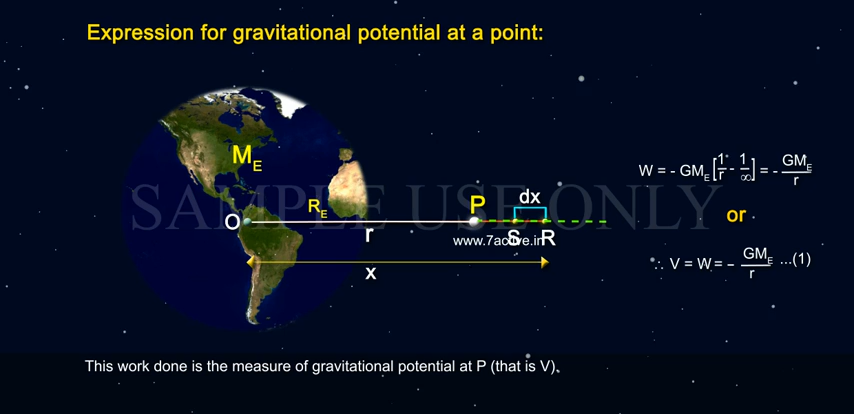 Expression for gravitational potential at a point:
M_E
W = - GM_E [1/r - 1/∞] = - GM_E/r
SAMPLE USE ONLY
R_E
P
dx
or
O
r
www.7active.in
S
R
x
∴ V = W = - GM_E/r ...(1)
This work done is the measure of gravitational potential at P (that is V).